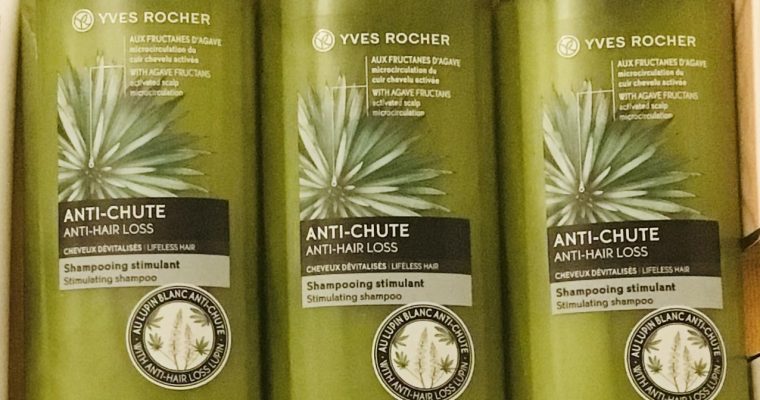 YVES ROCHER
AUX FRUCTANES D'AGAVE
microcirculation du
cuir chevelu activée
WITH AGAVE FRUCTANS
activated scalp
microcirculation
ANTI-CHUTE
ANTI-HAIR LOSS
CHEVEUX DÉVITALISÉS | LIFELESS HAIR
Shampooing stimulant
Stimulating shampoo
AU LUPIN BLANC ANTI-CHUTE
WITH ANTI-HAIR LOSS LUPIN
YVES ROCHER
AUX FRUCTANES D'AGAVE
microcirculation du
cuir chevelu activée
WITH AGAVE FRUCTANS
activated scalp
microcirculation
ANTI-CHUTE
ANTI-HAIR LOSS
CHEVEUX DÉVITALISÉS | LIFELESS HAIR
Shampooing stimulant
Stimulating shampoo
AU LUPIN BLANC ANTI-CHUTE
WITH ANTI-HAIR LOSS LUPIN
YVES ROCHER
AUX FRUCTANES D'AGAVE
microcirculation du
cuir chevelu activée
WITH AGAVE FRUCTANS
activated scalp
microcirculation
ANTI-CHUTE
ANTI-HAIR LOSS
CHEVEUX DÉVITALISÉS | LIFELESS HAIR
Shampooing stimulant
Stimulating shampoo
AU LUPIN BLANC ANTI-CHUTE
WITH ANTI-HAIR LOSS LUPIN